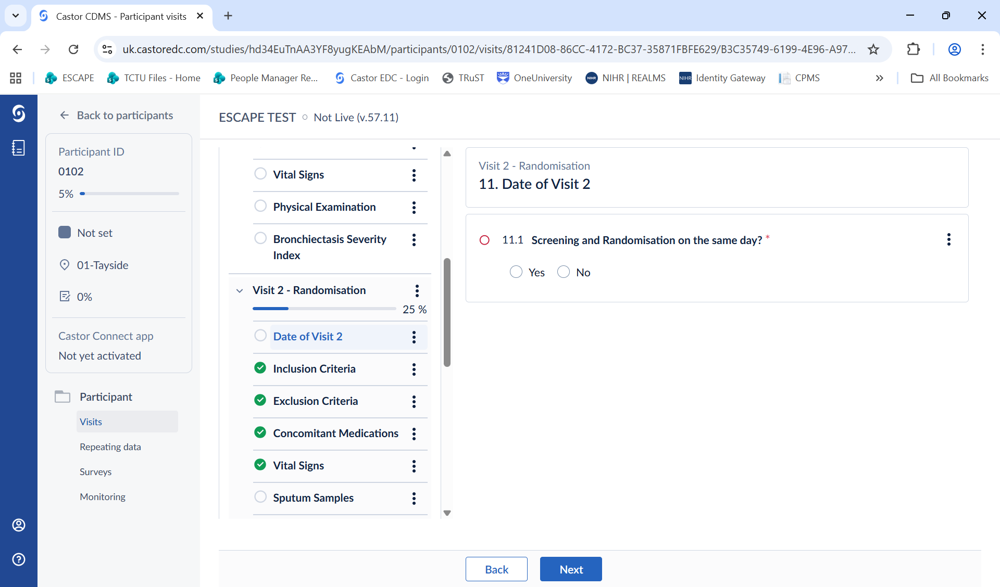 Castor CDMS - Participant visits
uk.castoredc.com/studies/hd34EuTnAA3YF8yugKEAbM/participants/0102/visits/81241D08-86CC-4172-BC37-35871FBFE629/B3C35749-6199-4E96-A97...
ESCAPE
TCTU Files - Home
People Manager Re...
Castor EDC - Login
TRuST
OneUniversity
NIHR | REALMS
Identity Gateway
CPMS
All Bookmarks
Back to participants
Participant ID
0102
5%
Not set
01-Tayside
0%
Castor Connect app
Not yet activated
Participant
Visits
Repeating data
Surveys
Monitoring
ESCAPE TEST
Not Live (v.57.11)
Vital Signs
Physical Examination
Bronchiectasis Severity
Index
Visit 2 - Randomisation
25 %
Date of Visit 2
Inclusion Criteria
Exclusion Criteria
Concomitant Medications
Vital Signs
Sputum Samples
Visit 2 - Randomisation
11. Date of Visit 2
11.1 Screening and Randomisation on the same day? *
Yes No
Back
Next